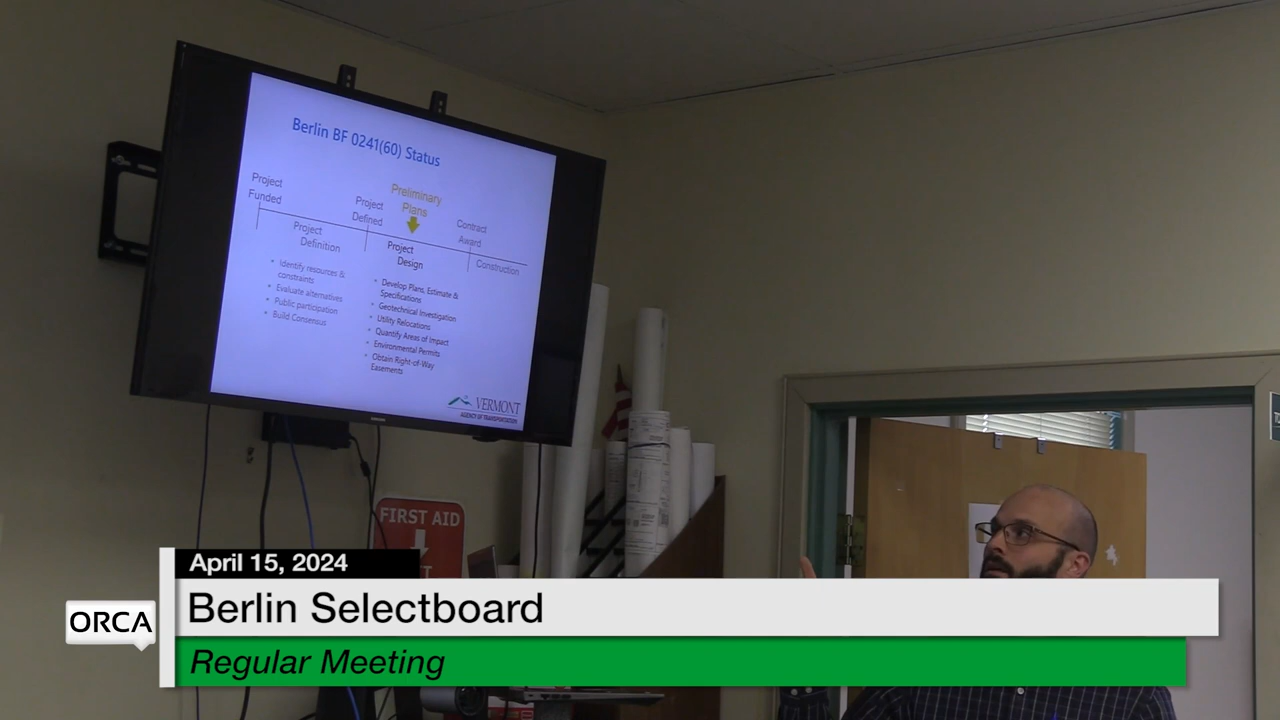 Berlin BF 0241(60) Status
Project
Funded
Project
Definition
Project
Defined
Preliminary
Plans
Project
Design
Contract
Award
Construction
• Identify resources &
constraints
• Evaluate alternatives
• Public participation
• Build Consensus
• Develop Plans, Estimate &
Specifications
• Geotechnical Investigation
• Utility Relocations
• Quantify Areas of Impact
• Environmental Permits
• Obtain Right-of-Way
Easements
VERMONT
AGENCY OF TRANSPORTATION
SAMSUNG
FIRST AID
April 15, 2024
ORCA
Berlin Selectboard
Regular Meeting